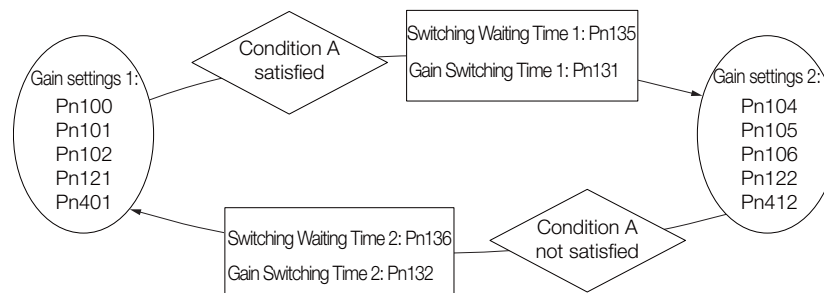 Gain settings 1:
Pn100
Pn101
Pn102
Pn121
Pn401
Condition A
satisfied
Switching Waiting Time 1: Pn135
Gain Switching Time 1: Pn131
Gain settings 2:
Pn104
Pn105
Pn106
Pn122
Pn412
Condition A
not satisfied
Switching Waiting Time 2: Pn136
Gain Switching Time 2: Pn132